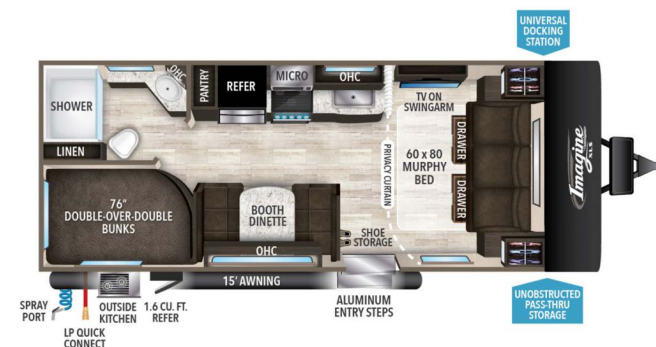 UNIVERSAL
DOCKING
STATION
OHC
PANTRY
REFER
MICRO
OHC
SHOWER
TV ON
SWINGARM
LINEN
PRIVACY CURTAIN
60 x 80
MURPHY
BED
DRAWER
DRAWER
Imagine
XLS
76"
DOUBLE-OVER-DOUBLE
BUNKS
BOOTH
DINETTE
SHOE
STORAGE
OHC
15' AWNING
SPRAY
PORT
LP QUICK
CONNECT
OUTSIDE
KITCHEN
1.6 CU. FT.
REFER
ALUMINUM
ENTRY STEPS
UNOBSTRUCTED
PASS-THRU
STORAGE